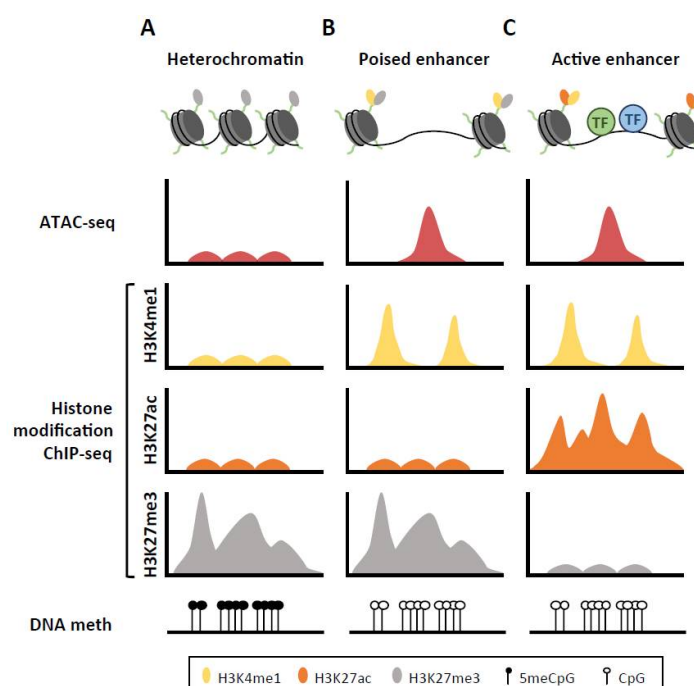 A B C
Heterochromatin Poised enhancer Active enhancer
TF TF
ATAC-seq
H3K4me1
Histone
modification
ChIP-seq
H3K27ac
H3K27me3
DNA meth
H3K4me1 H3K27ac H3K27me3 5meCpG CpG